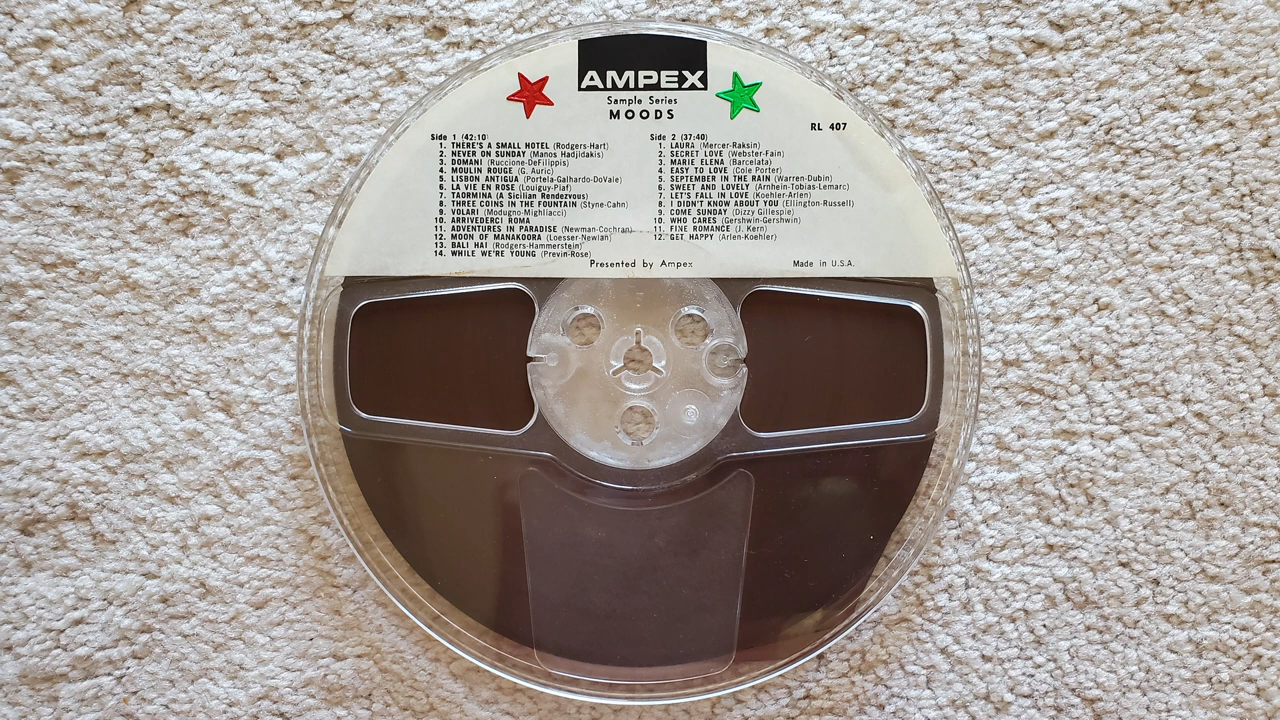 AMPEX
Sample Series
MOODS
RL 407
Side 1 (42:10)
1. THERE'S A SMALL HOTEL (Rodgers-Hart)
2. NEVER ON SUNDAY (Manos Hadjidakis)
3. DOMANI (Ruccione-DeFilippis)
4. MOULIN ROUGE (G. Auric)
5. LISBON ANTIGUA (Portela-Galhardo-DoVale)
6. LA VIE EN ROSE (Louiguy-Piaf)
7. TAORMINA (A Sicilian Rendezvous)
8. THREE COINS IN THE FOUNTAIN (Styne-Cahn)
9. VOLARI (Modugno-Migliacci)
10. ARRIVEDERCI ROMA
11. ADVENTURES IN PARADISE (Newman-Cochran)
12. MOON OF MANAKOORA (Loesser-Newman)
13. BALI HAI (Rodgers-Hammerstein)
14. WHILE WE'RE YOUNG (Previn-Rose)
Side 2 (37:40)
1. LAURA (Mercer-Raksin)
2. SECRET LOVE (Webster-Fain)
3. MARIE ELENA (Barcelata)
4. EASY TO LOVE (Cole Porter)
5. SEPTEMBER IN THE RAIN (Warren-Dubin)
6. SWEET AND LOVELY (Arnheim-Tobias-Lemarc)
7. LET'S FALL IN LOVE (Koehler-Arlen)
8. I DIDN'T KNOW ABOUT YOU (Ellington-Russell)
9. COME SUNDAY (Dizzy Gillespie)
10. WHO CARES (Gershwin-Gershwin)
11. FINE ROMANCE (J. Kern)
12. GET HAPPY (Arlen-Koehler)
Presented by Ampex
Made in U.S.A.